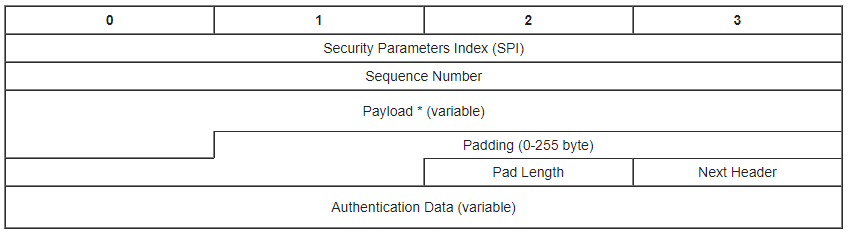 0 1 2 3
Security Parameters Index (SPI)
Sequence Number
Payload * (variable)
Padding (0-255 byte)
Pad Length Next Header
Authentication Data (variable)